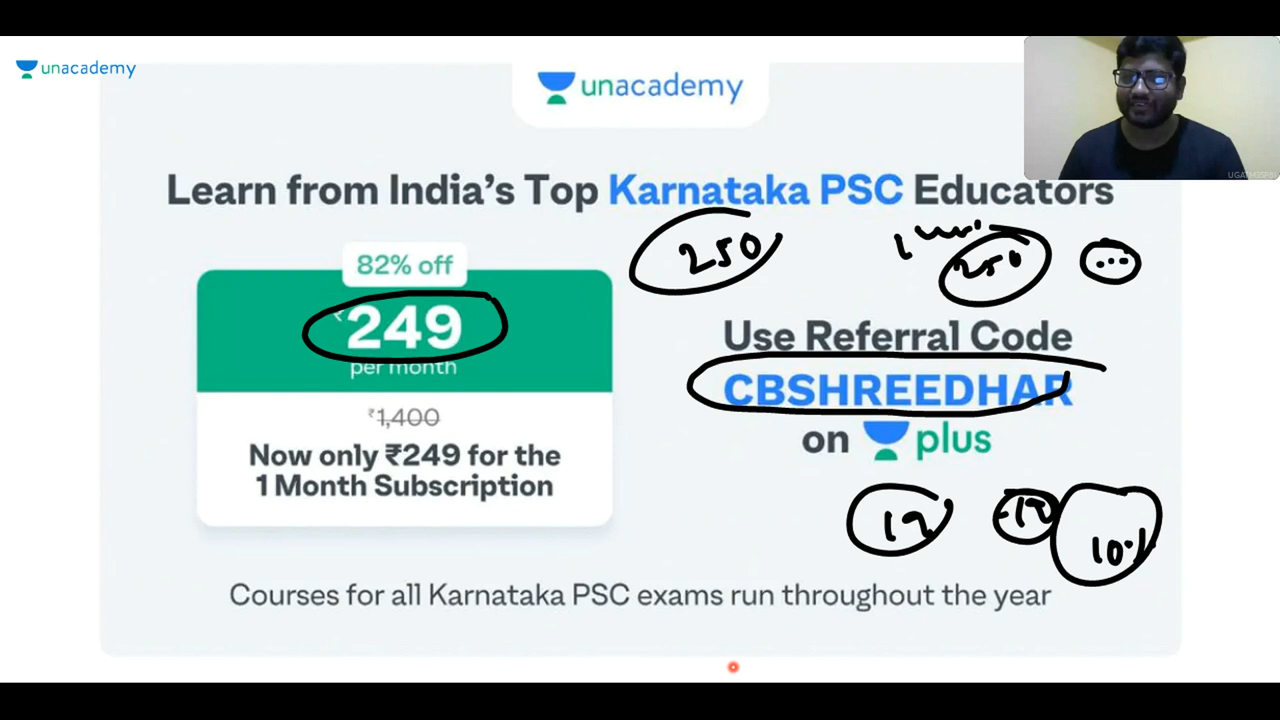 unacademy
unacademy
UGATM15FS
Learn from India's Top Karnataka PSC Educators
82% off
250
250
...
₹249
per month
Use Referral Code
CBSHREEDHAR
on plus
₹1,400
Now only ₹249 for the
1 Month Subscription
10%
Courses for all Karnataka PSC exams run throughout the year